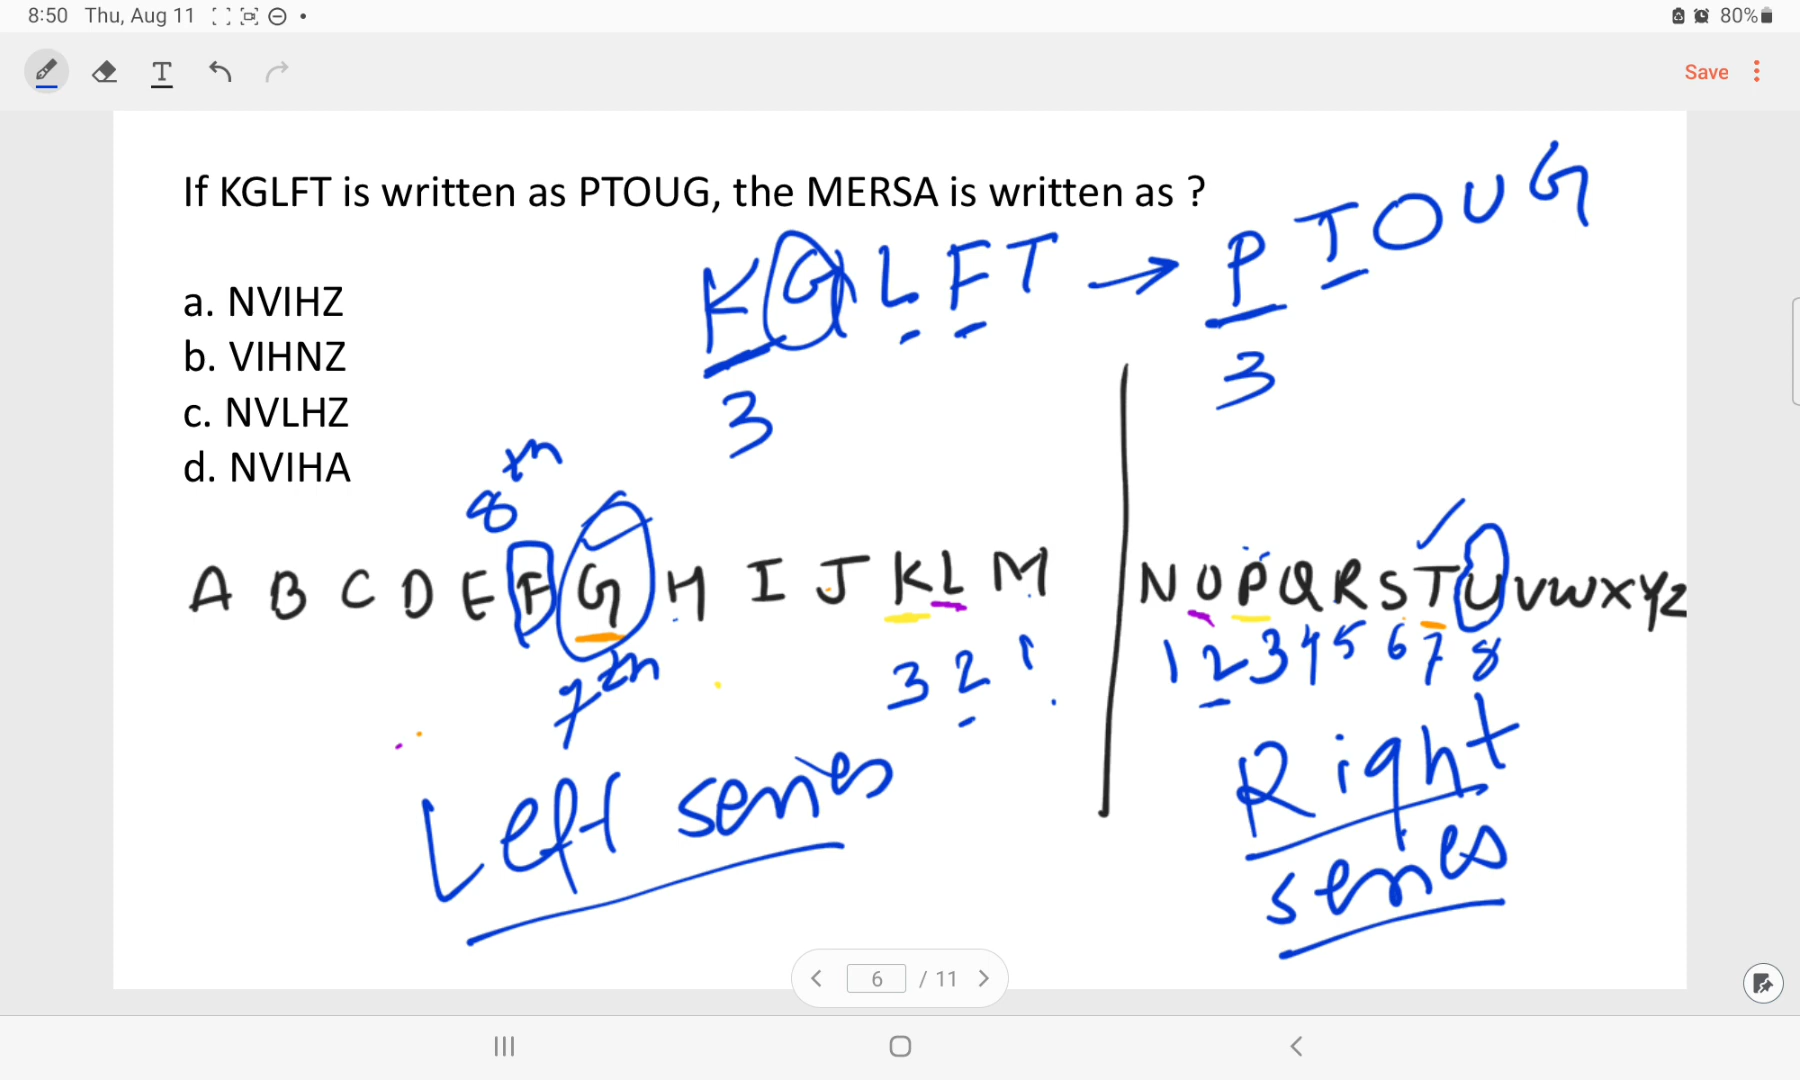 8:50 Thu, Aug 11
80%
Save
If KGLFT is written as PTOUG, the MERSA is written as ?
KGLFT → PTOUG
3 3
a. NVIHZ
b. VIHNZ
c. NVLHZ
d. NVIHA
8th
A B C D E F G H I J K L M N O P Q R S T U V W X Y Z
7th 3 2 1 1 2 3 4 5 6 7 8
Left series
Right
series
6 / 11